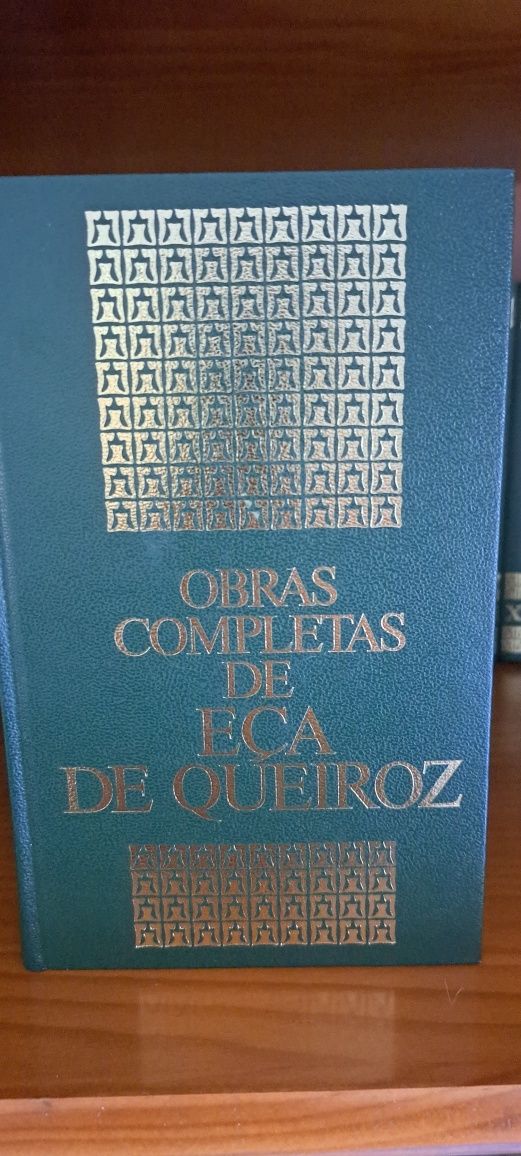 OBRAS
COMPLETAS
DE
EÇA
DE QUEIROZ